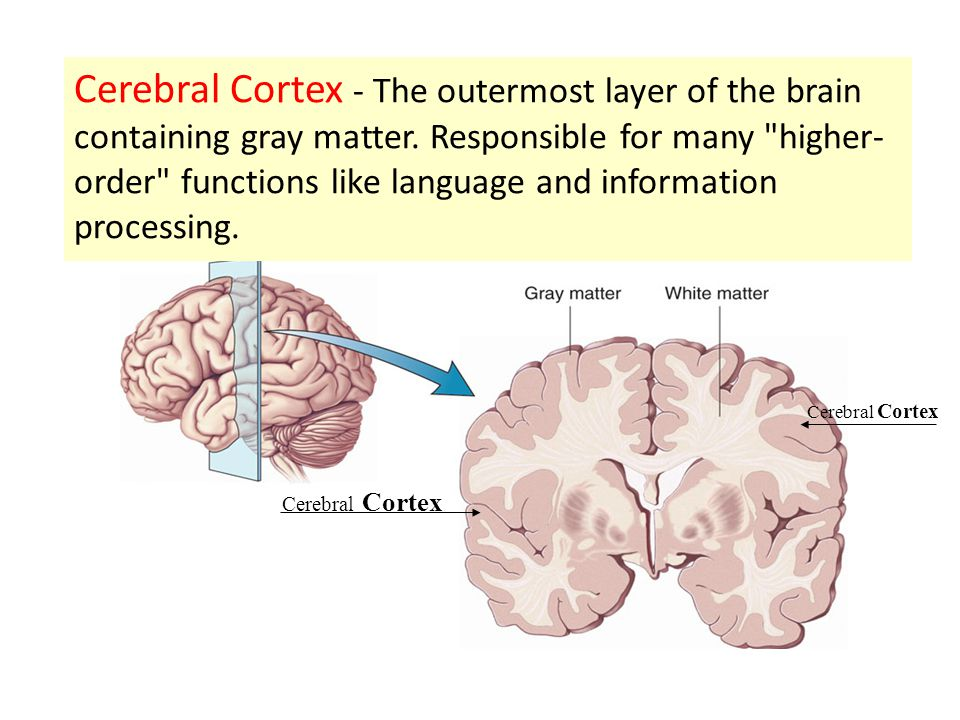 Cerebral Cortex - The outermost layer of the brain
containing gray matter. Responsible for many "higher-
order" functions like language and information
processing.
Gray matter White matter
Cerebral Cortex
Cerebral Cortex